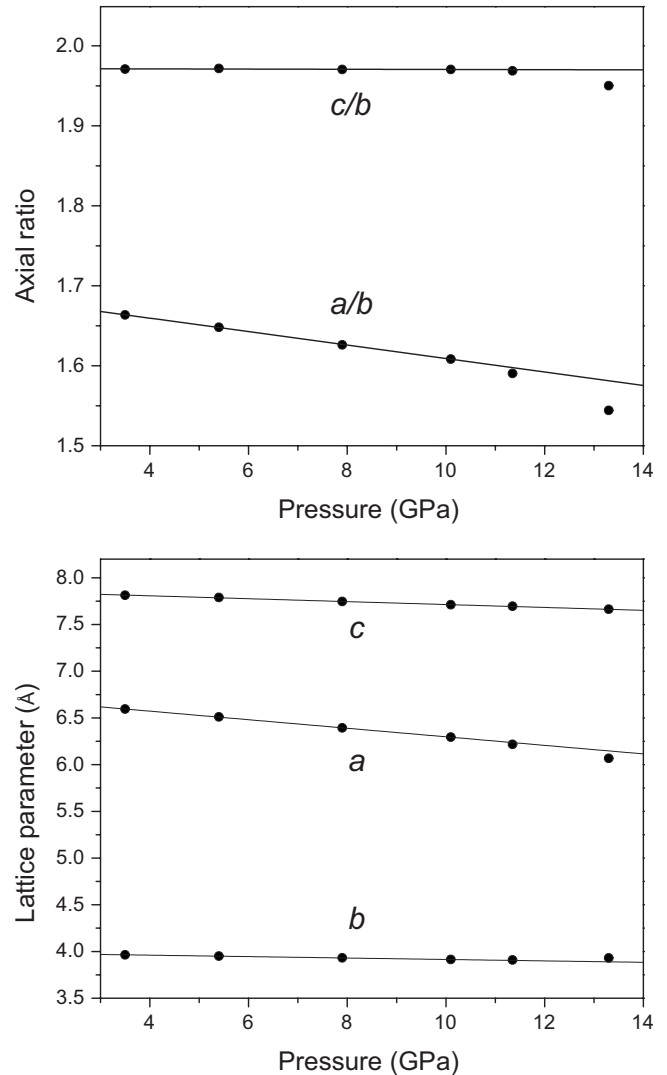 2.0
c/b
1.9
1.8
Axial ratio
1.7
a/b
1.6
1.5
4 6 8 10 12 14
Pressure (GPa)
8.0
7.5
c
7.0
6.5
6.0
a
5.5
Lattice parameter (Å)
5.0
4.5
b
4.0
3.5
4 6 8 10 12 14
Pressure (GPa)